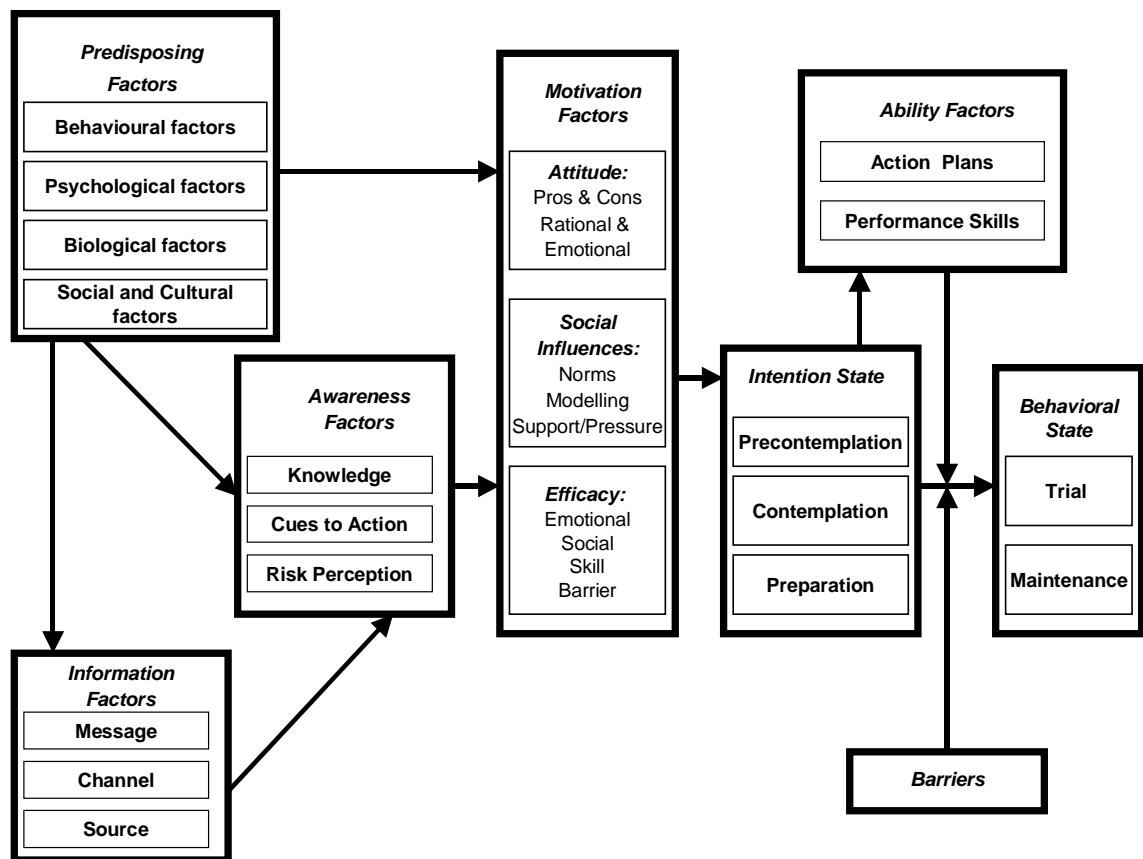 Predisposing
Factors
Behavioural factors
Psychological factors
Biological factors
Social and Cultural
factors
Information
Factors
Message
Channel
Source
Awareness
Factors
Knowledge
Cues to Action
Risk Perception
Motivation
Factors
Attitude:
Pros & Cons
Rational &
Emotional
Social
Influences:
Norms
Modelling
Support/Pressure
Efficacy:
Emotional
Social
Skill
Barrier
Intention State
Precontemplation
Contemplation
Preparation
Ability Factors
Action Plans
Performance Skills
Barriers
Behavioral
State
Trial
Maintenance